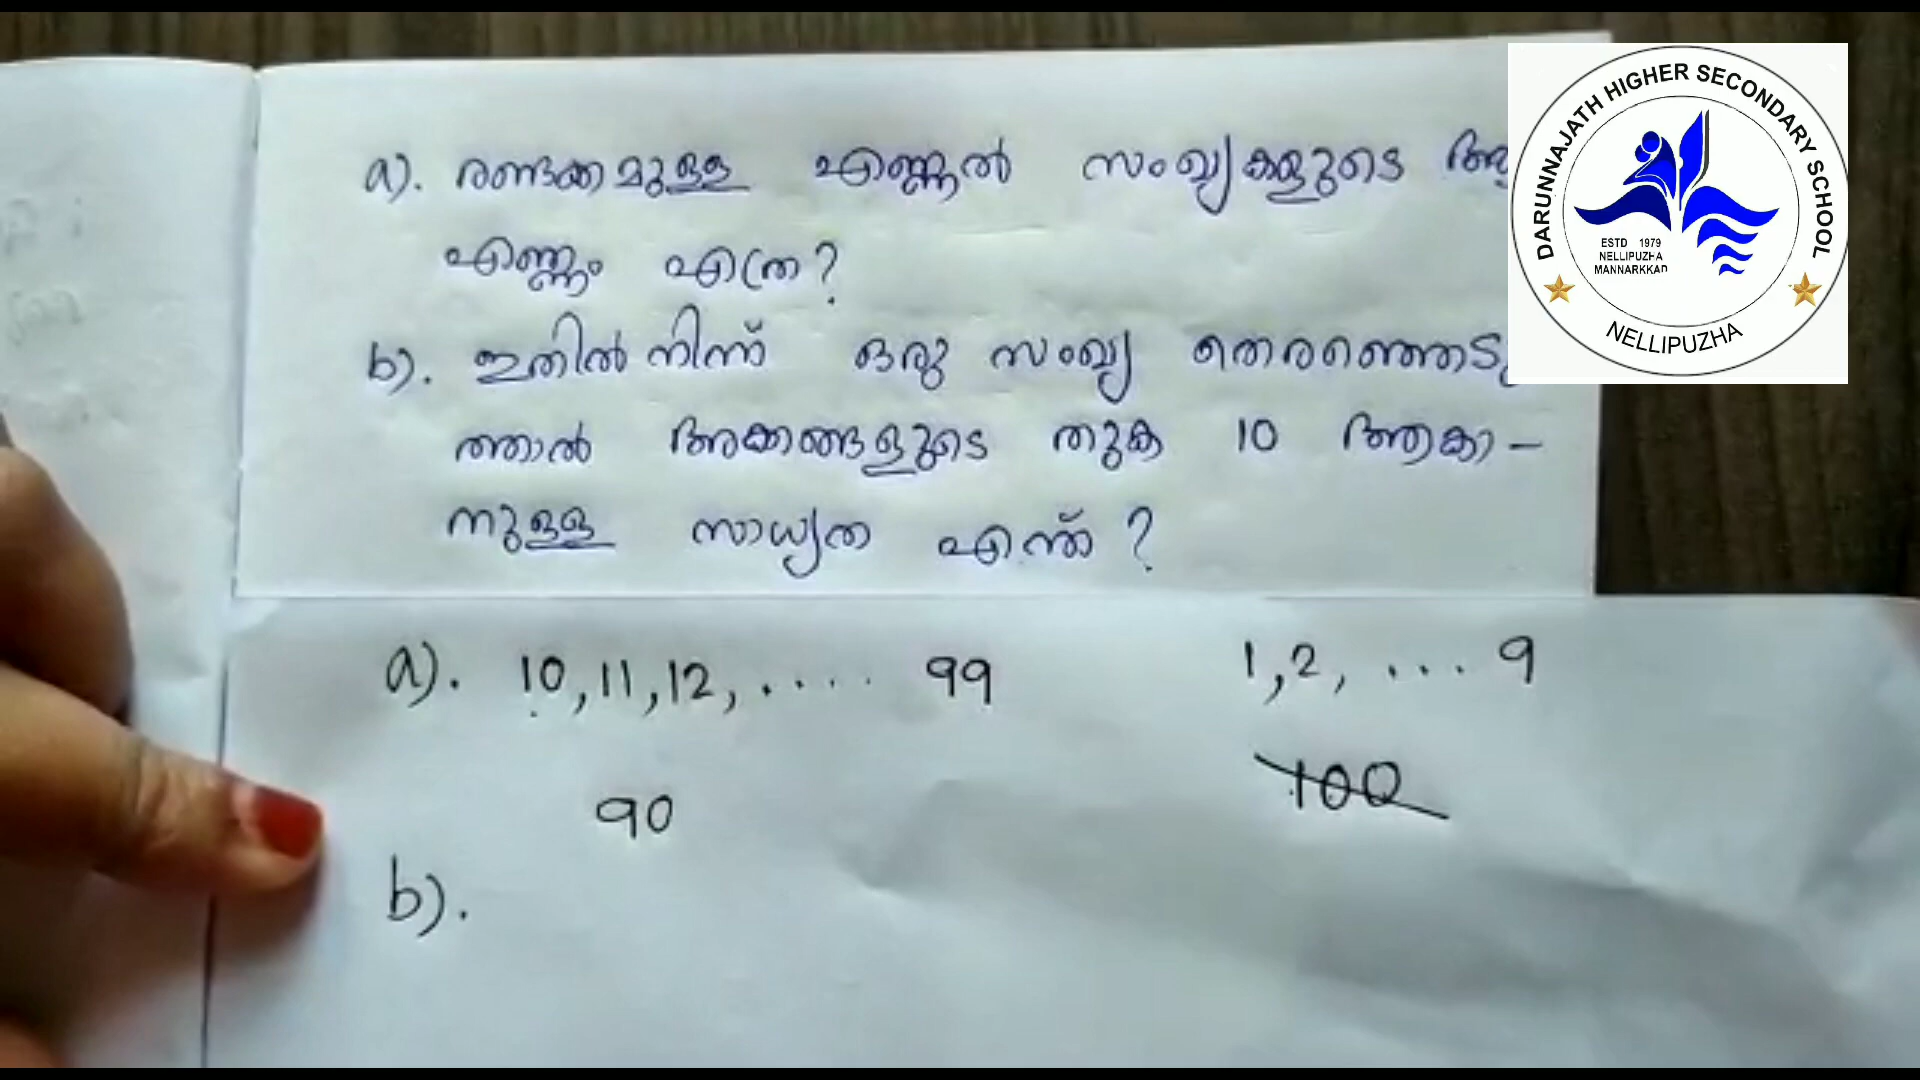 a). രണ്ടക്കമുള്ള എണ്ണൽ സംഖ്യകളുടെ
എണ്ണം എത്ര?
b). ഇതിൽ നിന്ന് ഒരു സംഖ്യ തെരഞ്ഞെടു
ത്താൽ അക്കങ്ങളുടെ തുക 10 ആകാ-
നുള്ള സാധ്യത എന്ത്?
a). 10, 11, 12, ..... 99 1, 2, .... 9
100
90
b).
DARUNNAJATH HIGHER SECONDARY SCHOOL
ESTD 1979
NELLIPUZHA
MANNARKKAD
NELLIPUZHA